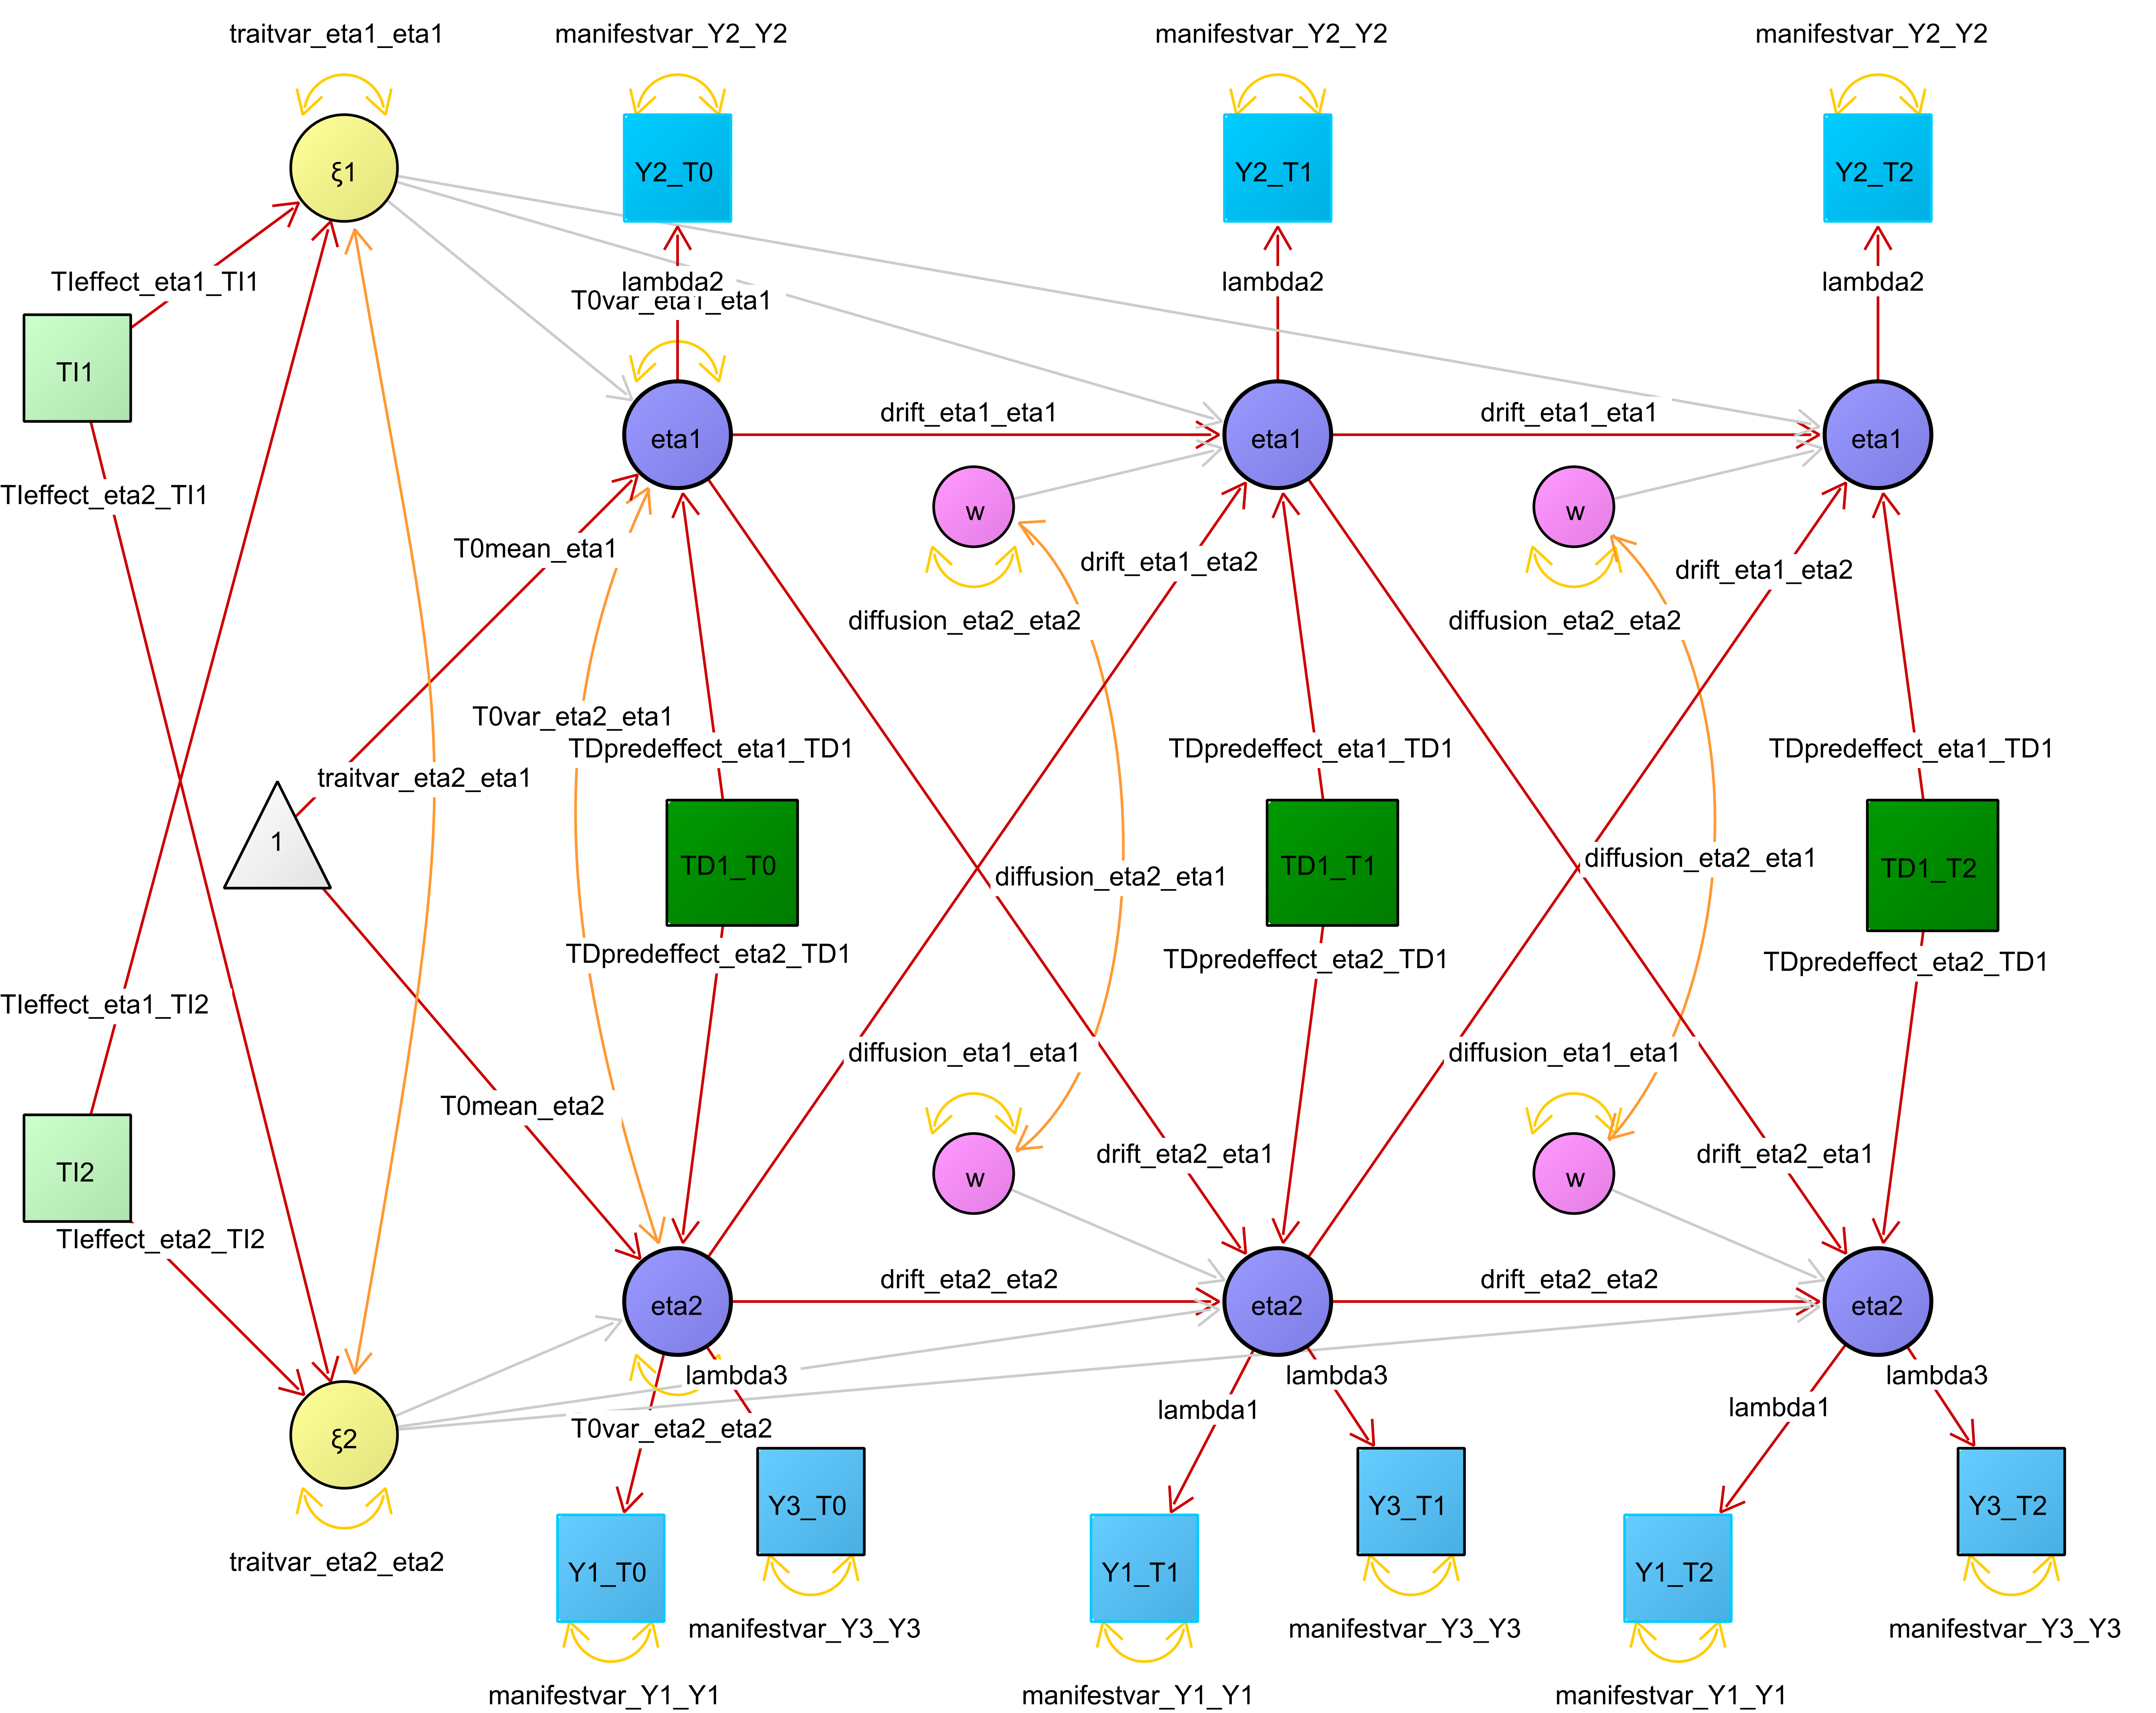 traitvar_eta1_eta1
manifestvar_Y2_Y2
manifestvar_Y2_Y2
manifestvar_Y2_Y2
ξ1
Y2_T0
Y2_T1
Y2_T2
TIeffect_eta1_TI1
lambda2
lambda2
lambda2
T0var_eta1_eta1
TI1
drift_eta1_eta1
drift_eta1_eta1
eta1
eta1
eta1
TIeffect_eta2_TI1
w
w
T0mean_eta1
drift_eta1_eta2
drift_eta1_eta2
diffusion_eta2_eta2
diffusion_eta2_eta2
T0var_eta2_eta1
TDpredeffect_eta1_TD1
TDpredeffect_eta1_TD1
TDpredeffect_eta1_TD1
traitvar_eta2_eta1
1
TD1_T0
TD1_T1
TD1_T2
diffusion_eta2_eta1
diffusion_eta2_eta1
TDpredeffect_eta2_TD1
TDpredeffect_eta2_TD1
TDpredeffect_eta2_TD1
TIeffect_eta1_TI2
diffusion_eta1_eta1
diffusion_eta1_eta1
T0mean_eta2
drift_eta2_eta1
drift_eta2_eta1
TI2
w
w
TIeffect_eta2_TI2
drift_eta2_eta2
drift_eta2_eta2
eta2
eta2
eta2
lambda3
lambda3
lambda3
lambda1
lambda1
ξ2
T0var_eta2_eta2
Y3_T0
Y3_T1
Y3_T2
traitvar_eta2_eta2
Y1_T0
Y1_T1
Y1_T2
manifestvar_Y3_Y3
manifestvar_Y3_Y3
manifestvar_Y3_Y3
manifestvar_Y1_Y1
manifestvar_Y1_Y1
manifestvar_Y1_Y1